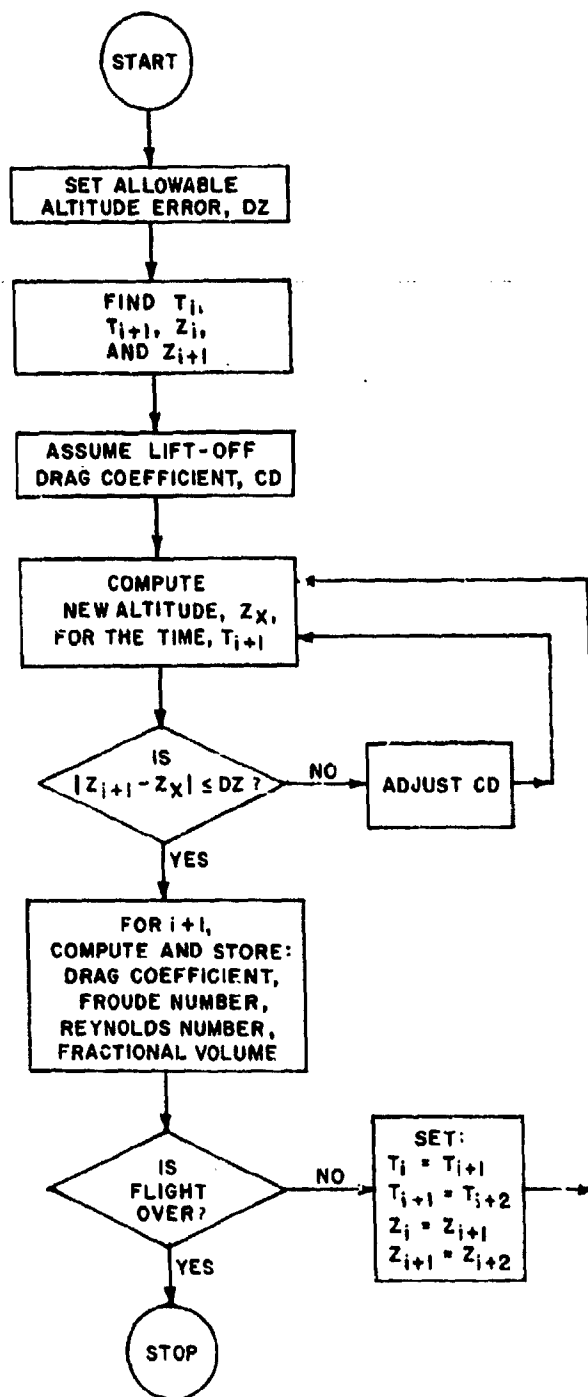 START
SET ALLOWABLE
ALTITUDE ERROR, DZ
FIND Tᵢ,
Tᵢ₊₁, Zᵢ,
AND Zᵢ₊₁
ASSUME LIFT-OFF
DRAG COEFFICIENT, CD
COMPUTE
NEW ALTITUDE, Zₓ,
FOR THE TIME, Tᵢ₊₁
IS
|Zᵢ₊₁ - Zₓ| ≤ DZ ?
NO
ADJUST CD
YES
FOR i+1,
COMPUTE AND STORE:
DRAG COEFFICIENT,
FROUDE NUMBER,
REYNOLDS NUMBER,
FRACTIONAL VOLUME
IS
FLIGHT
OVER?
NO
SET:
Tᵢ = Tᵢ₊₁
Tᵢ₊₁ = Tᵢ₊₂
Zᵢ = Zᵢ₊₁
Zᵢ₊₁ = Zᵢ₊₂
YES
STOP